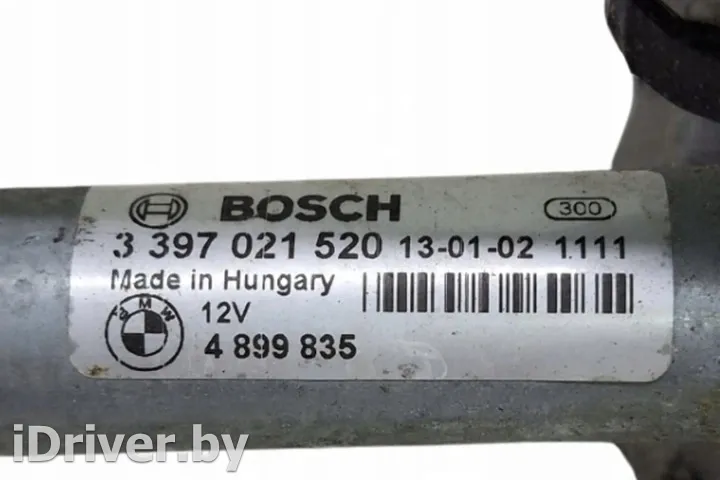 BOSCH 300
3 397 021 520 13-01-02 1111
Made in Hungary
BMW
12V
4 899 835
iDriver.by